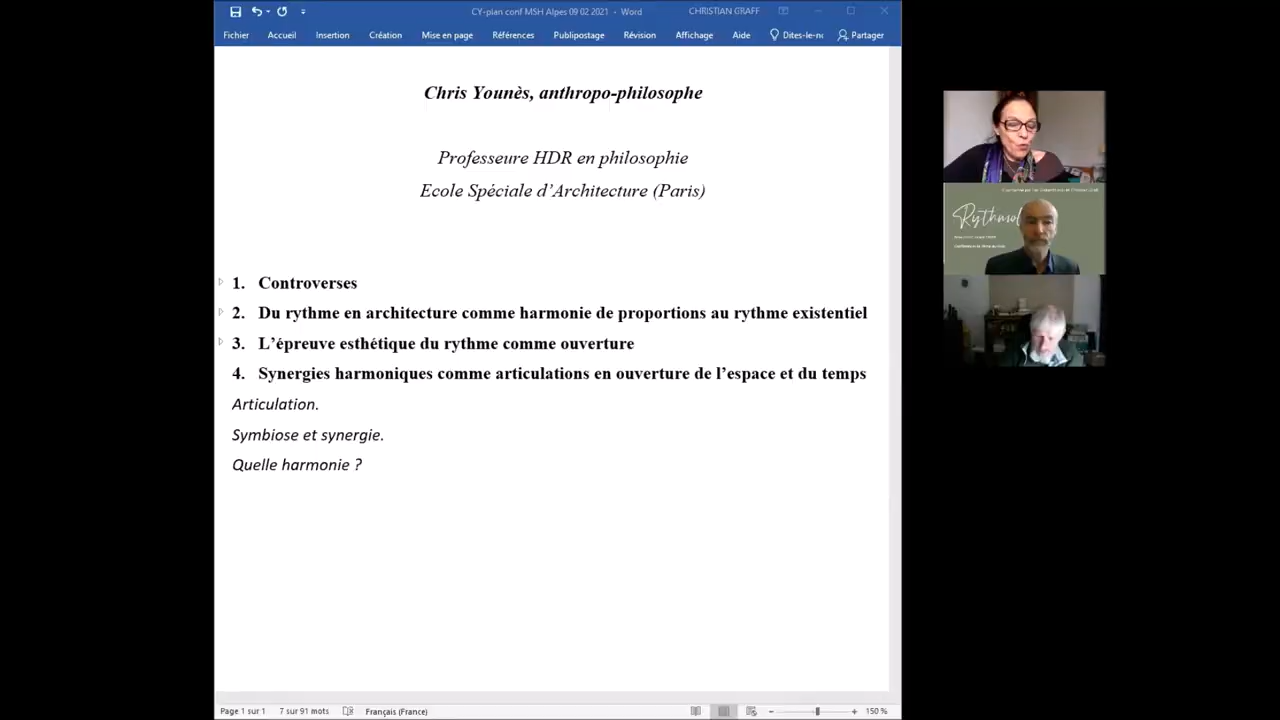 CY-plan conf MSH Alpes 09 02 2021 - Word
CHRISTIAN GRAFF
Fichier Accueil Insertion Création Mise en page Références Publipostage Révision Affichage Aide Dites-le-nc Partager
Chris Younès, anthropo-philosophe
Professeure HDR en philosophie
Ecole Spéciale d’Architecture (Paris)
1. Controverses
2. Du rythme en architecture comme harmonie de proportions au rythme existentiel
3. L’épreuve esthétique du rythme comme ouverture
4. Synergies harmoniques comme articulations en ouverture de l’espace et du temps
Articulation.
Symbiose et synergie.
Quelle harmonie ?
Rythmol
Page 1 sur 1 7 sur 91 mots Français (France) 150 %